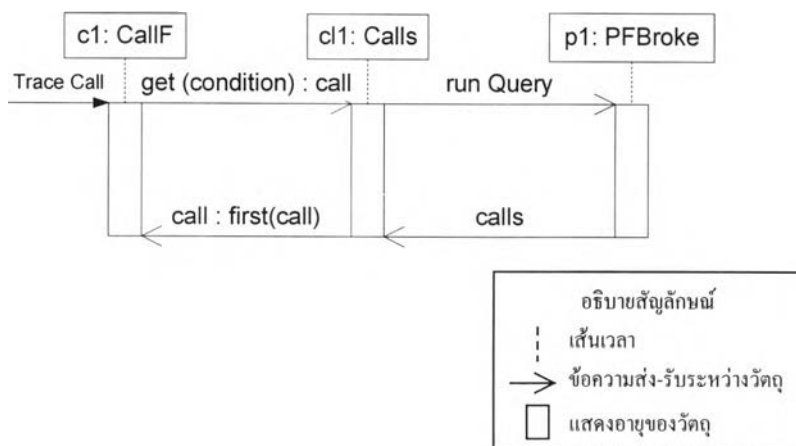 c1: CallF
cl1: Calls
p1: PFBroke
Trace Call
get (condition) : call
run Query
call : first(call)
calls
อธิบายสัญลักษณ์
เส้นเวลา
ข้อความส่ง-รับระหว่างวัตถุ
แสดงอายุของวัตถุ